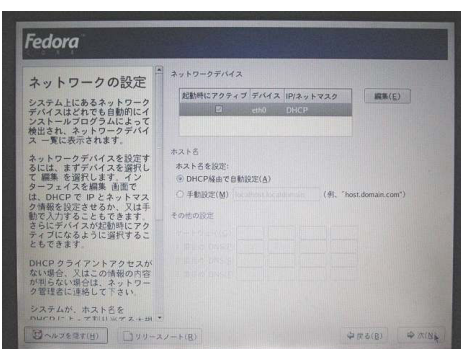 Fedora
CORE
ネットワークの設定
システム上にあるネットワーク
デバイスはどれでも自動的にイ
ンストールプログラムによって
検出され、ネットワークデバイ
ス 一覧に表示されます。
ネットワークデバイスを設定す
るには、まずデバイスを選択し
て 編集 を選択します。イン
ターフェイスを編集 画面で
は、DHCP で IP とネットマス
ク情報を設定させるか、又は手
動で入力することもできます。
さらにデバイスが起動時にアク
ティブになるように選択するこ
ともできます。
DHCP クライアントアクセスが
ない場合、又はこの情報の内容
が判らない場合は、ネットワー
ク管理者に連絡して下さい。
システムが、ホスト名を
ネットワークデバイス
起動時にアクティブ デバイス IP/ネットマスク
eth0 DHCP
編集(E)
ホスト名
ホスト名を設定:
DHCP経由で自動設定(A)
手動設定(M) (例、"host.domain.com")
その他の設定
ヘルプを隠す(H)
リリースノート(R)
戻る(B)
次(N)